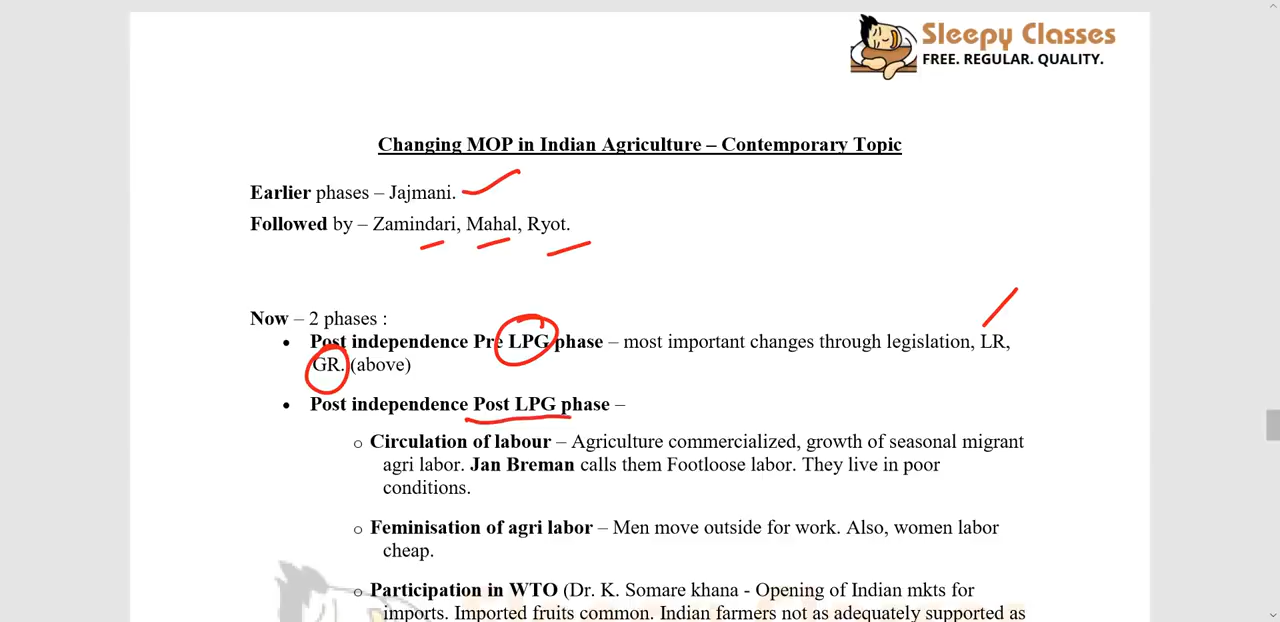 Sleepy Classes
FREE. REGULAR. QUALITY.
Changing MOP in Indian Agriculture – Contemporary Topic
Earlier phases – Jajmani.
Followed by – Zamindari, Mahal, Ryot.
Now – 2 phases :
• Post independence Pre LPG phase – most important changes through legislation, LR,
GR. (above)
• Post independence Post LPG phase –
o Circulation of labour – Agriculture commercialized, growth of seasonal migrant
agri labor. Jan Breman calls them Footloose labor. They live in poor
conditions.
o Feminisation of agri labor – Men move outside for work. Also, women labor
cheap.
o Participation in WTO (Dr. K. Somare khana - Opening of Indian mkts for
imports. Imported fruits common. Indian farmers not as adequately supported as